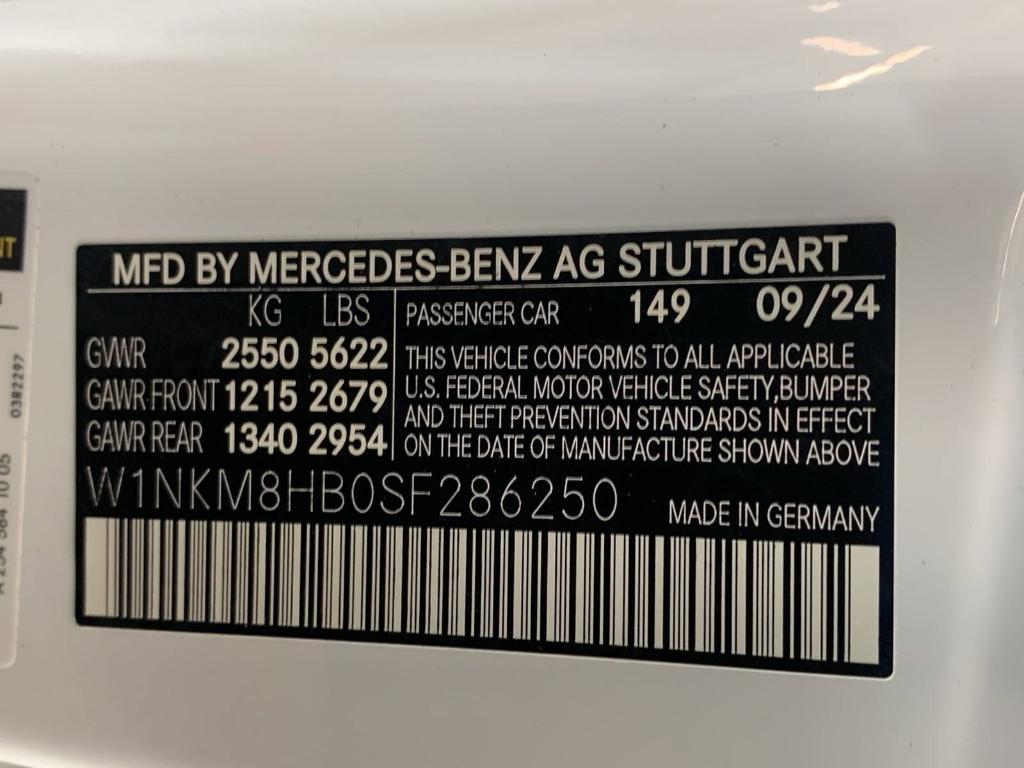 MFD BY MERCEDES-BENZ AG STUTTGART
KG LBS
GVWR 2550 5622
GAWR FRONT 1215 2679
GAWR REAR 1340 2954
PASSENGER CAR 149 09/24
THIS VEHICLE CONFORMS TO ALL APPLICABLE
U.S. FEDERAL MOTOR VEHICLE SAFETY,BUMPER
AND THEFT PREVENTION STANDARDS IN EFFECT
ON THE DATE OF MANUFACTURE SHOWN ABOVE
W1NKM8HB0SF286250
MADE IN GERMANY
0382297